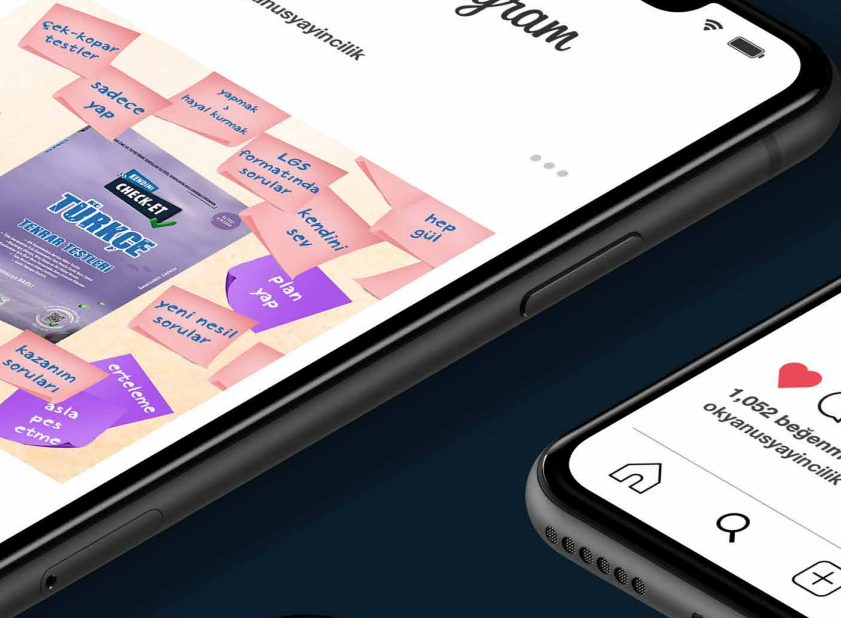 gram
anusyayincilik
çek-kopar
testler
sadece
yap
yapmak
>
hayal kurmak
LGS
formatında
sorular
kendini
sev
hep
gül
plan
yap
KENDİNİ
CHECK-ET
TÜRKÇE
TEKRAR TESTLERİ
yeni nesil
sorular
kazanım
soruları
erteleme
asla
pes
etme
1.052 beğenm
okyanusyayincilik